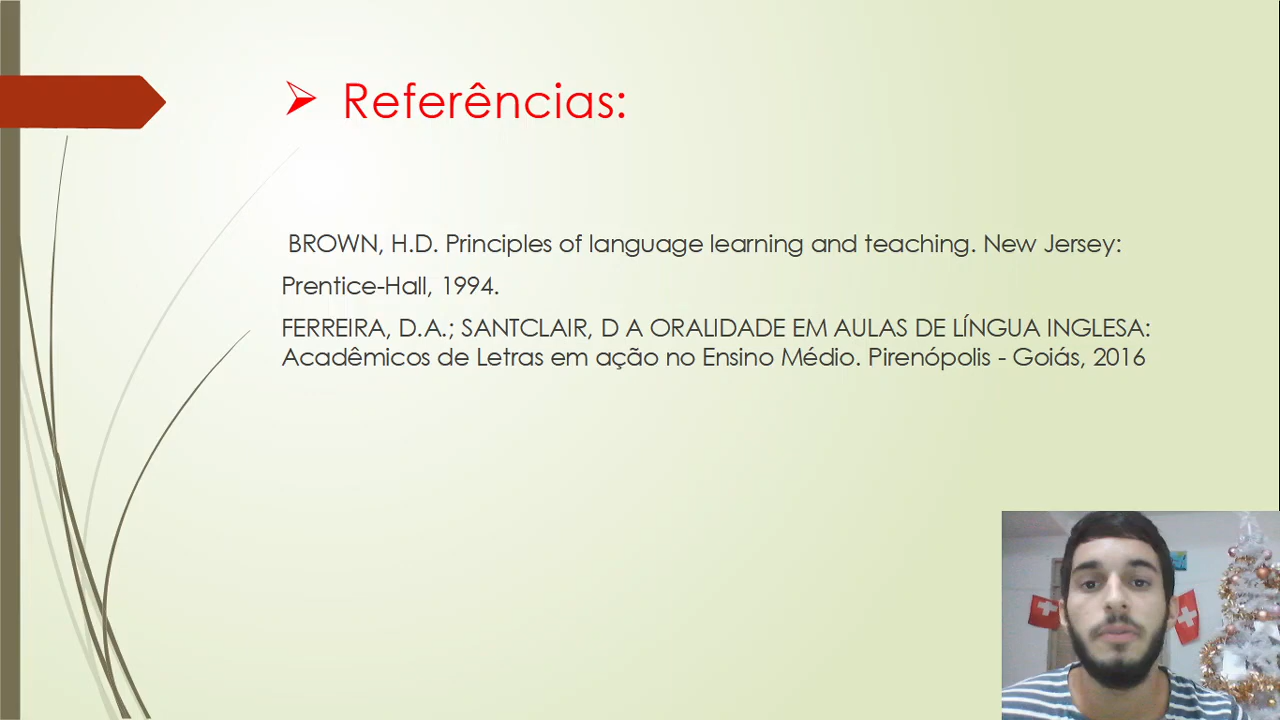 Referências:
BROWN, H.D. Principles of language learning and teaching. New Jersey:
Prentice-Hall, 1994.
FERREIRA, D.A.; SANTCLAIR, D A ORALIDADE EM AULAS DE LÍNGUA INGLESA:
Acadêmicos de Letras em ação no Ensino Médio. Pirenópolis - Goiás, 2016